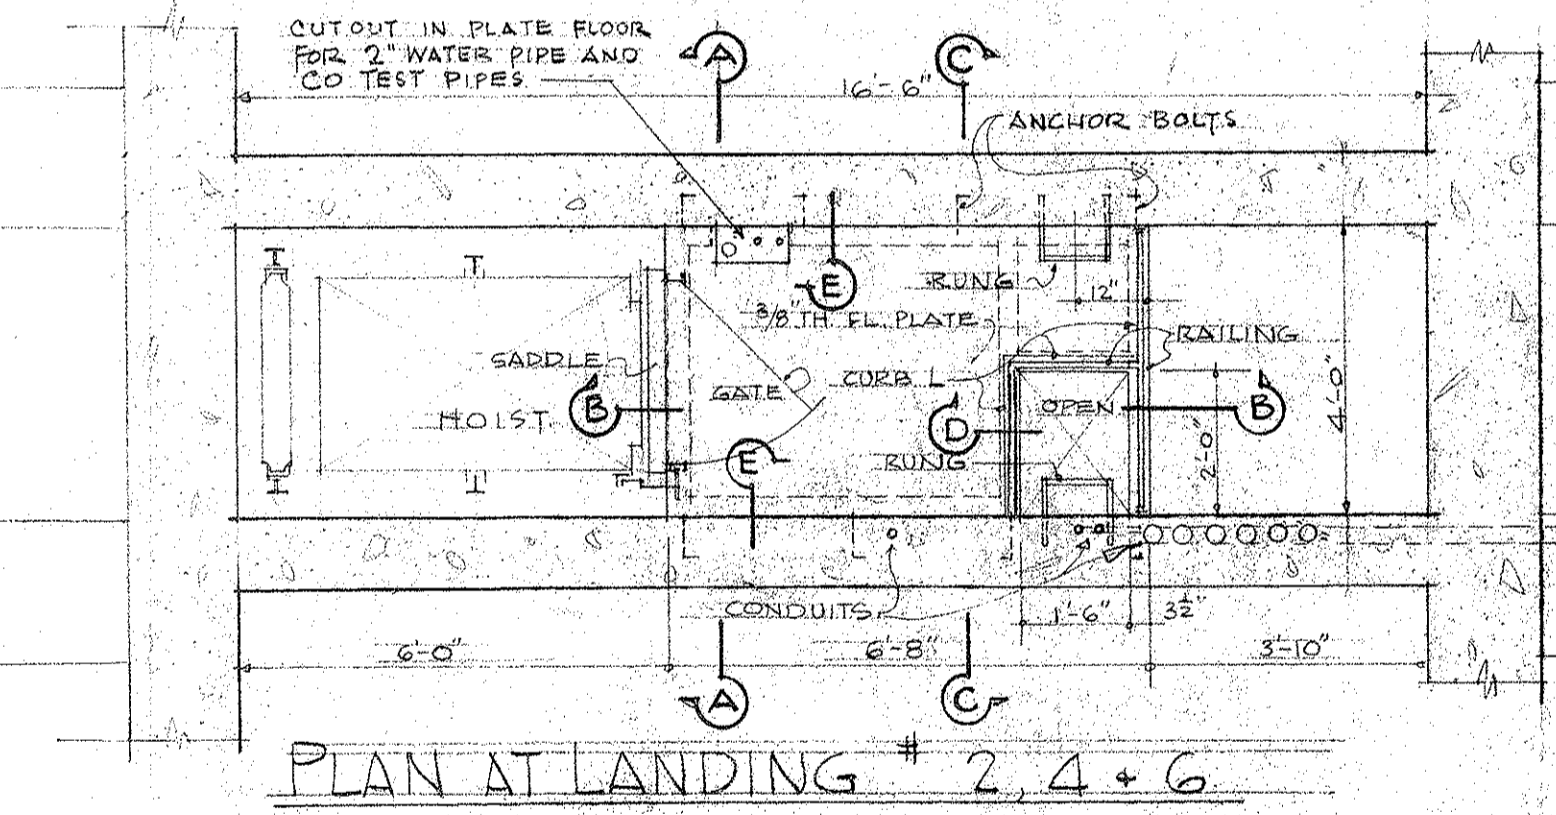 CUTOUT IN PLATE FLOOR
FOR 2" WATER PIPE AND
CO TEST PIPES
A
C
16'-6"
ANCHOR BOLTS
E
RUNG
12"
3/8" TH. FL. PLATE
RAILING
SADDLE
GATE
CURB L
HOIST
B
OPEN
B
D
4'-0"
2'-0"
E
RUNG
CONDUITS
1'-6"
3½"
6'-0"
6'-8"
3'-10"
A
C
PLAN AT LANDING # 2, 4 & 6